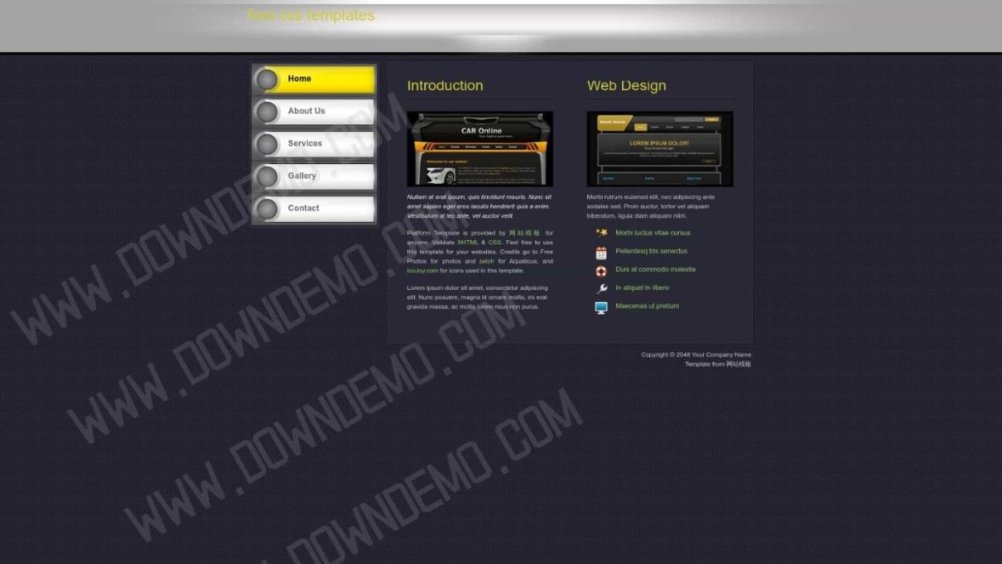 free css templates
Home
About Us
Services
Gallery
Contact
Introduction
CAR Online
Nullam at erat ipsum, quis tincidunt mauris. Nunc sit
amet sapien eget eros iaculis hendrerit quis a enim.
Vestibulum at leo ante, vel auctor velit.
Platform Template is provided by 网站模板 for
anyone. Validate XHTML & CSS. Feel free to use
this template for your websites. Credits go to Free
Photos for photos and jaitoh for Aquaticus, and
IcoJoy.com for icons used in this template.
Lorem ipsum dolor sit amet, consectetur adipiscing
elit. Nunc posuere, magna id ornare mollis, mi erat
gravida massa, ac mollis lorem risus non purus.
Web Design
LOREM IPSUM DOLOR!
Morbi rutrum euismod elit, nec adipiscing ante
sodales sed. Proin auctor, tortor vel aliquam
bibendum, ligula diam aliquam nibh.
Morbi luctus vitae cursus
Pellentesq tris senectus
Duis at commodo molestie
In aliquet in libero
Maecenas ut pretium
Copyright © 2048 Your Company Name
Template from 网站模板
WWW.DOWNDEMO.COM
WWW.DOWNDEMO.COM
WWW.DOWNDEMO.COM